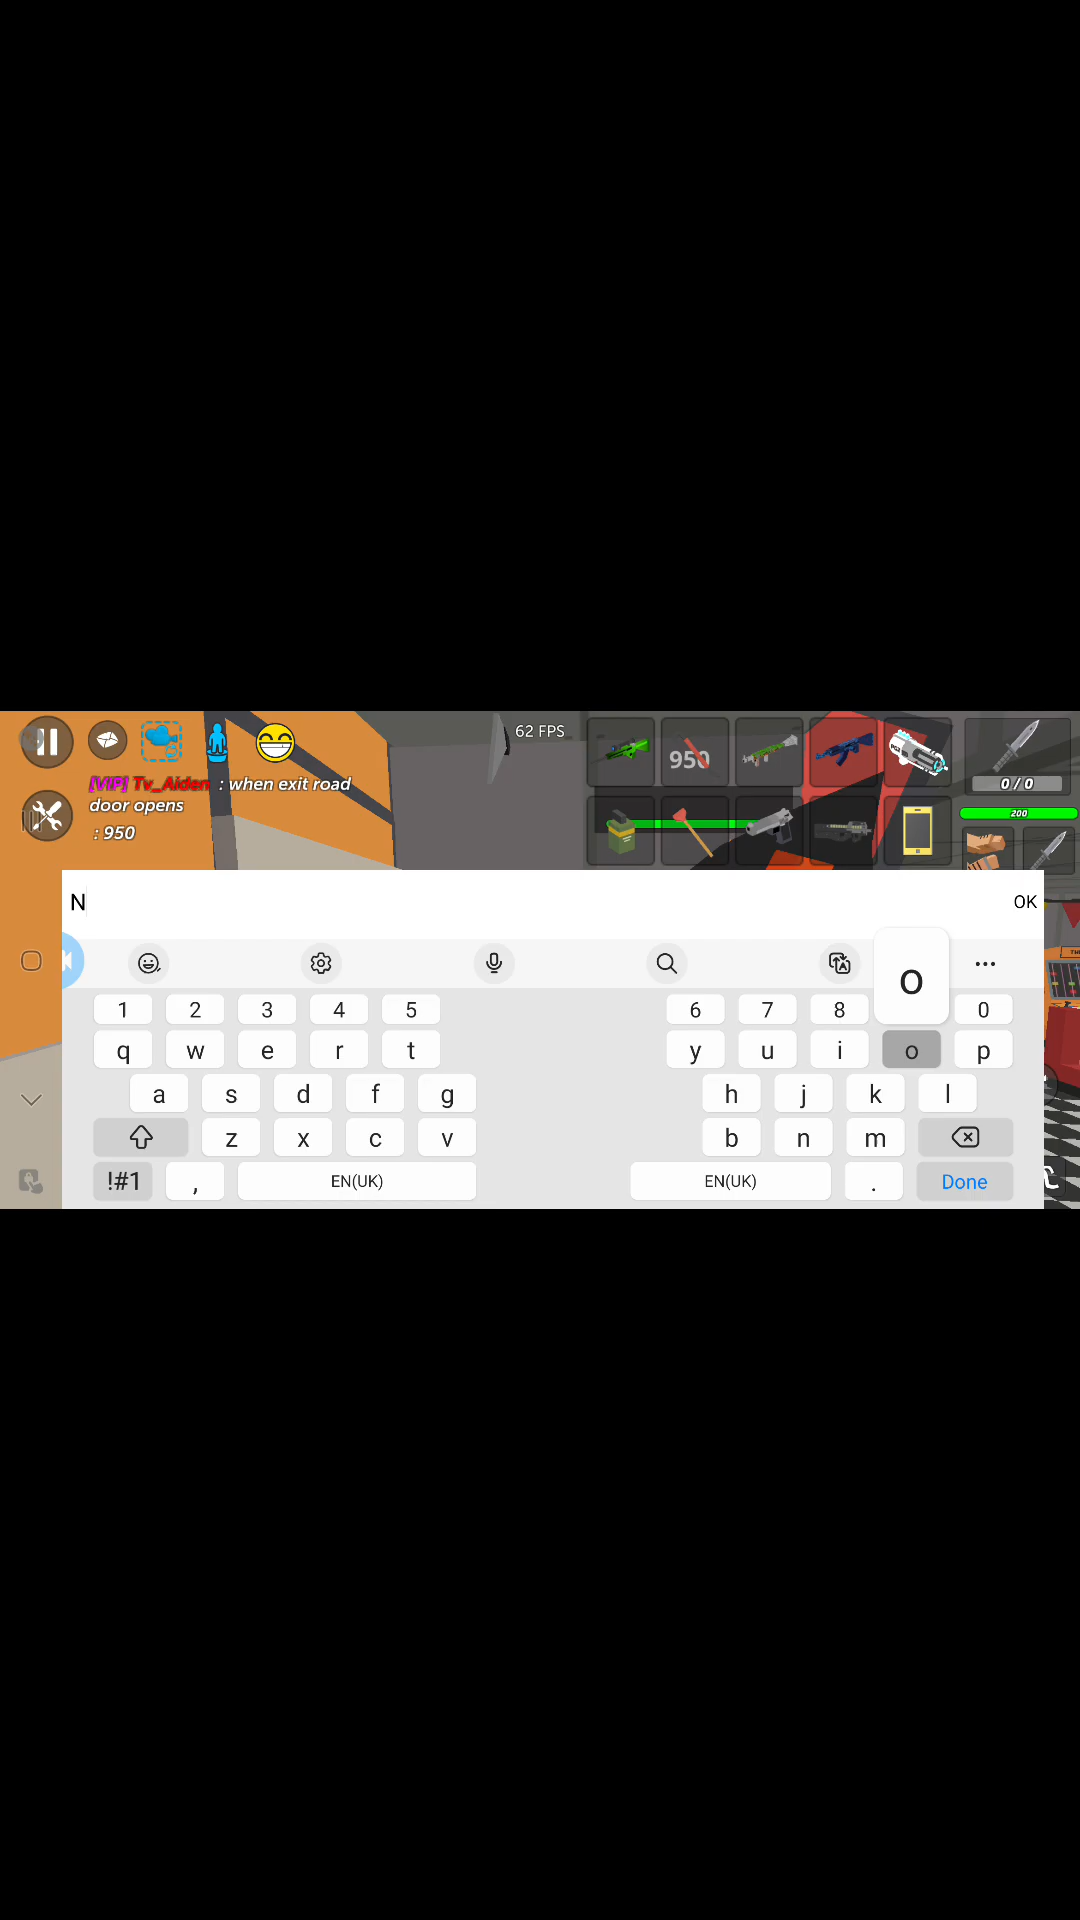 62 FPS
[VIP] Tv_Aiden : when exit road
door opens
: 950
950
0 / 0
200
N
OK
o
1 2 3 4 5 6 7 8 0
q w e r t y u i o p
a s d f g h j k l
z x c v b n m
!#1 , EN(UK) EN(UK) . Done